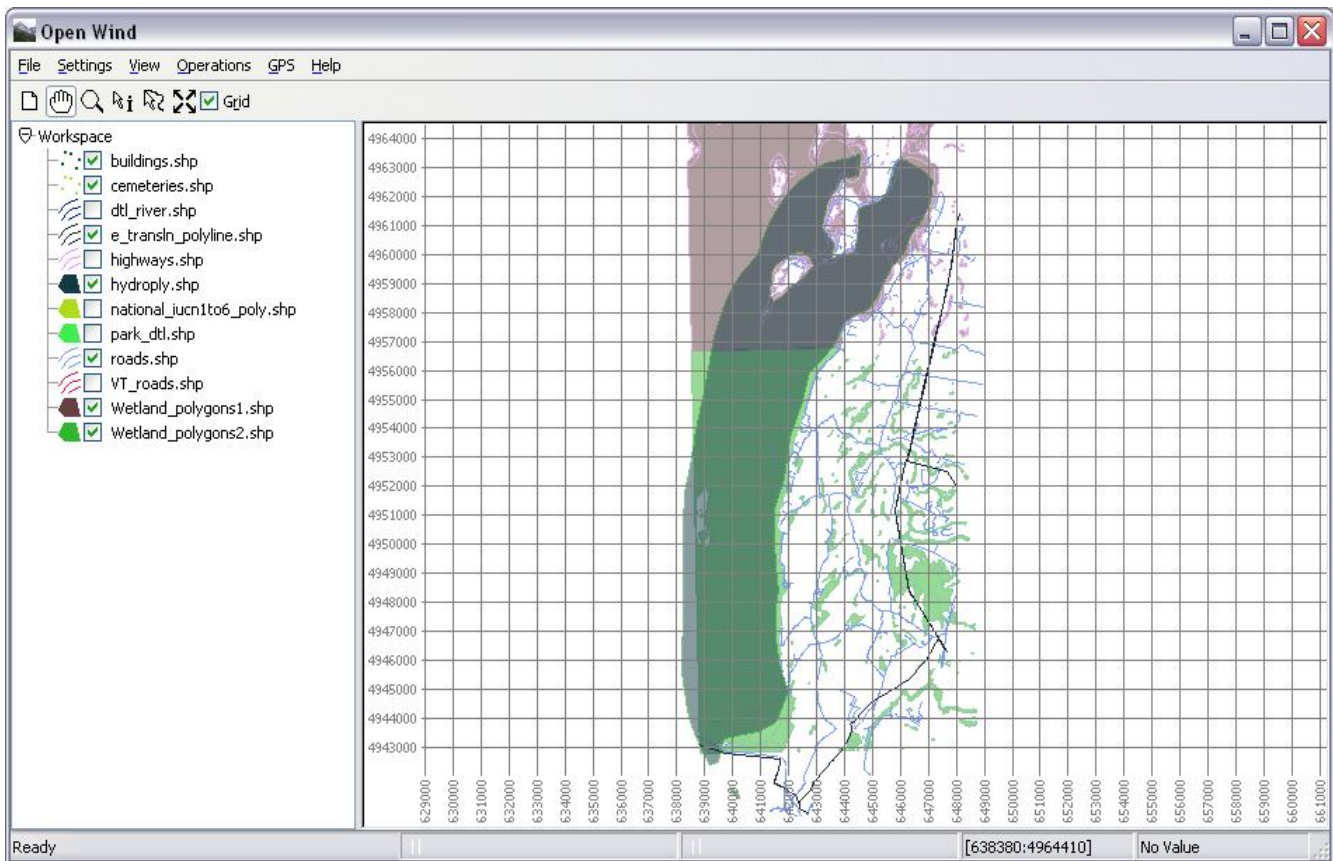 Open Wind
File Settings View Operations GPS Help
Grid
Workspace
buildings.shp
cemeteries.shp
dtl_river.shp
e_transln_polyline.shp
highways.shp
hydroply.shp
national_iucn1to6_poly.shp
park_dtl.shp
roads.shp
VT_roads.shp
Wetland_polygons1.shp
Wetland_polygons2.shp
4964000
4963000
4962000
4961000
4960000
4959000
4958000
4957000
4956000
4955000
4954000
4953000
4952000
4951000
4950000
4949000
4948000
4947000
4946000
4945000
4944000
4943000
629000 630000 631000 632000 633000 634000 635000 636000 637000 638000 639000 640000 641000 642000 643000 644000 645000 646000 647000 648000 649000 650000 651000 652000 653000 654000 655000 656000 657000 658000 659000 660000 661000
Ready [638380:4964410] No Value